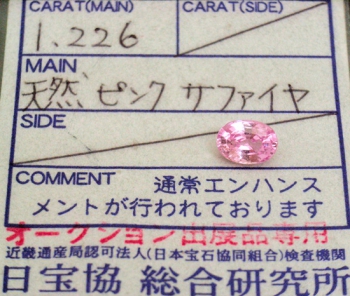 CARAT(MAIN) CARAT(SIDE)
1.226
MAIN
天然 ピンク サファイヤ
SIDE
COMMENT 通常エンハンス
メントが行われております
オークション出展品専用
近畿通産局認可法人(日本宝石協同組合)検査機関
日宝協 総合研究所